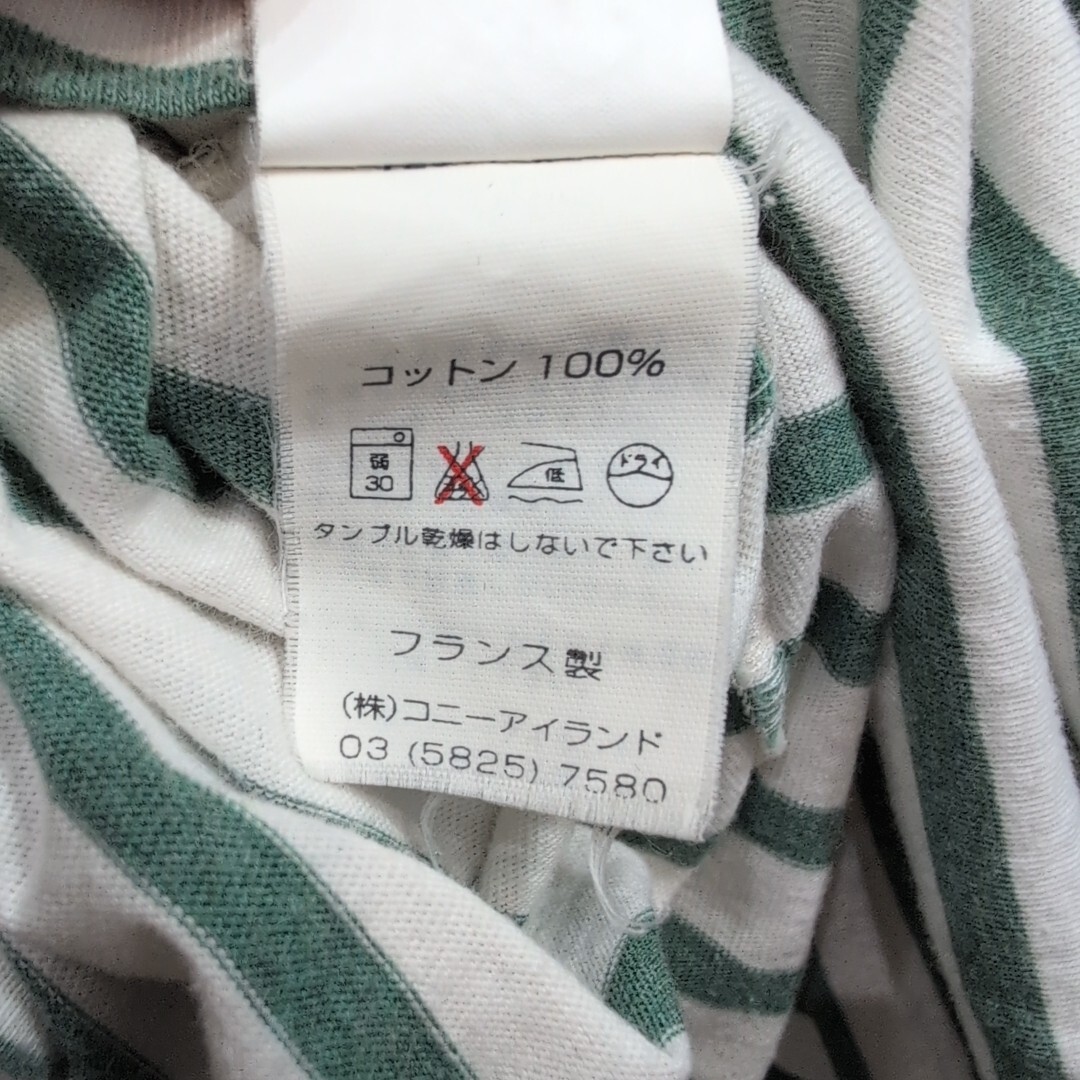 コットン 100%
弱 30 低 ドライ
タンブル乾燥はしないで下さい
フランス製
(株)コニーアイランド
03 (5825) 7580